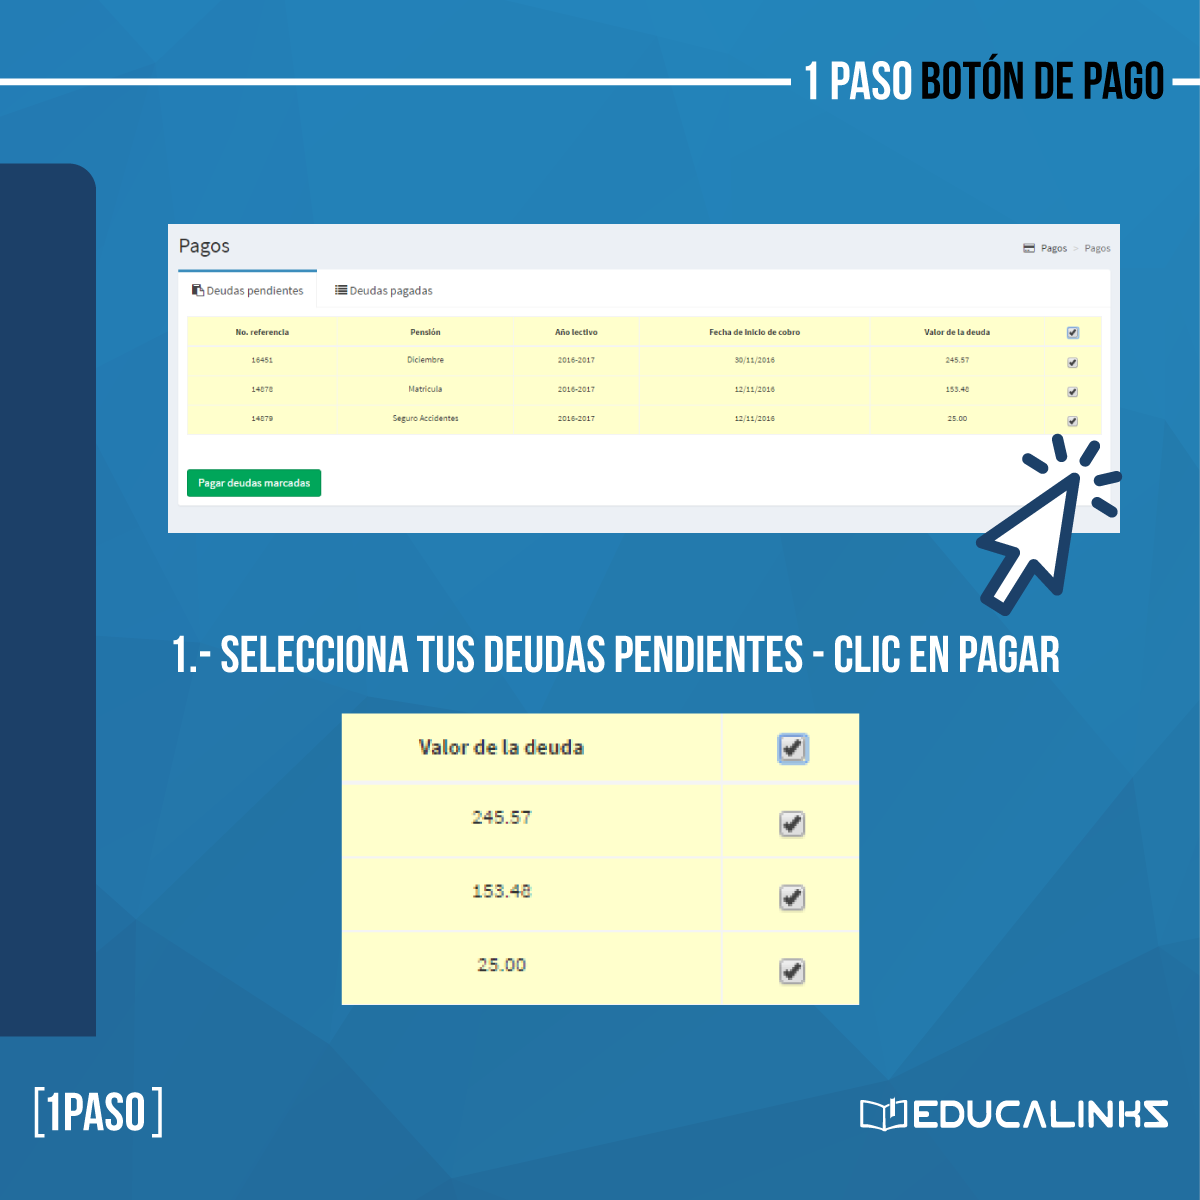 1 PASO BOTÓN DE PAGO
Pagos
Pagos > Pagos
Deudas pendientes
Deudas pagadas
No. referencia Pensión Año lectivo Fecha de inicio de cobro Valor de la deuda
16451 Diciembre 2016-2017 30/11/2016 245.57
14878 Matricula 2016-2017 12/11/2016 153.48
14879 Seguro Accidentes 2016-2017 12/11/2016 25.00
Pagar deudas marcadas
1.- SELECCIONA TUS DEUDAS PENDIENTES - CLIC EN PAGAR
Valor de la deuda
245.57
153.48
25.00
[1PASO]
EDUCALINKS